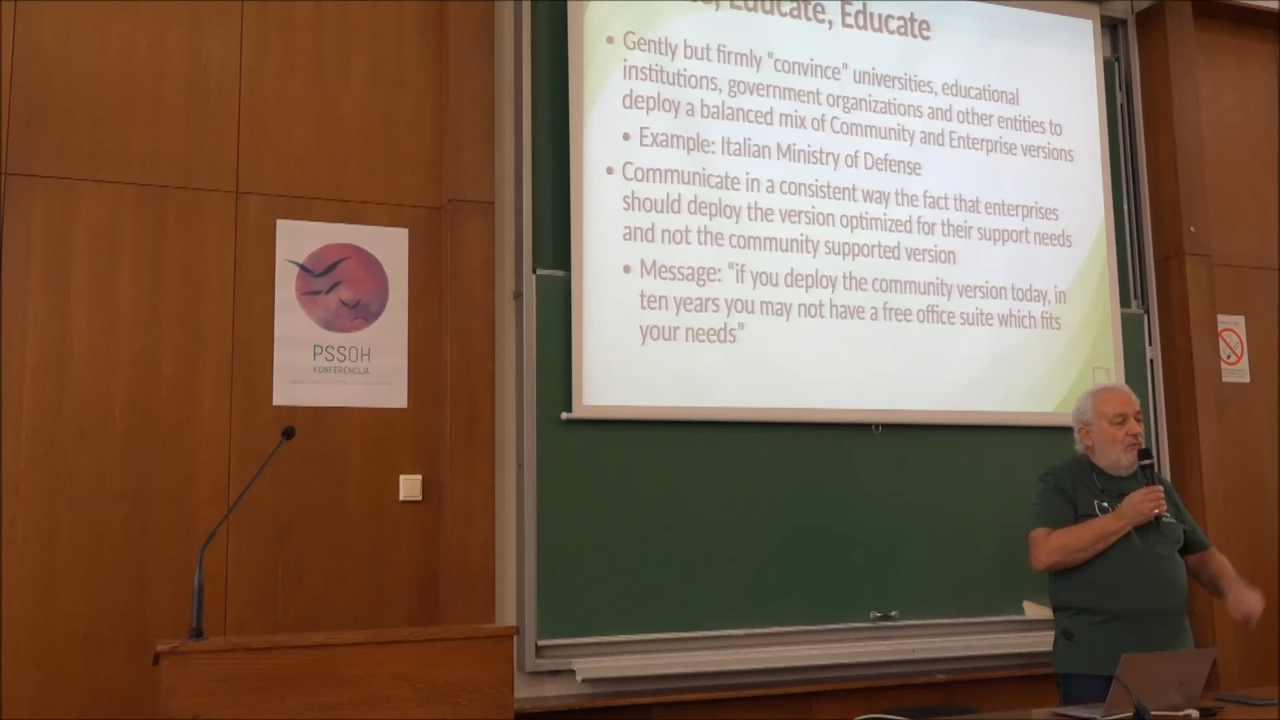 Educate, Educate
• Gently but firmly “convince” universities, educational
institutions, government organizations and other entities to
deploy a balanced mix of Community and Enterprise versions
• Example: Italian Ministry of Defense
• Communicate in a consistent way the fact that enterprises
should deploy the version optimized for their support needs
and not the community supported version
• Message: “if you deploy the community version today, in
ten years you may not have a free office suite which fits
your needs”
PSSOH
KONFERENCIJA